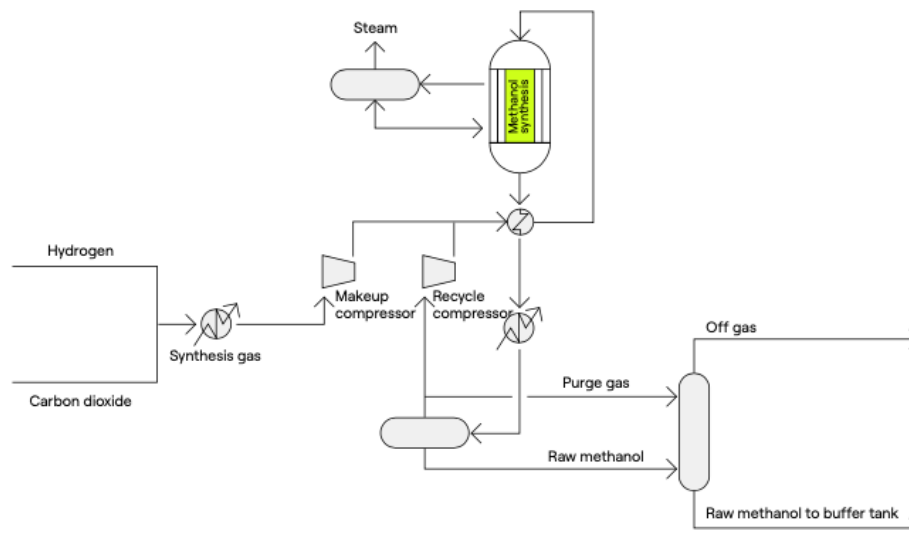 Steam
Methanol
synthesis
Hydrogen
Makeup
compressor
Recycle
compressor
Synthesis gas
Off gas
Carbon dioxide
Purge gas
Raw methanol
Raw methanol to buffer tank